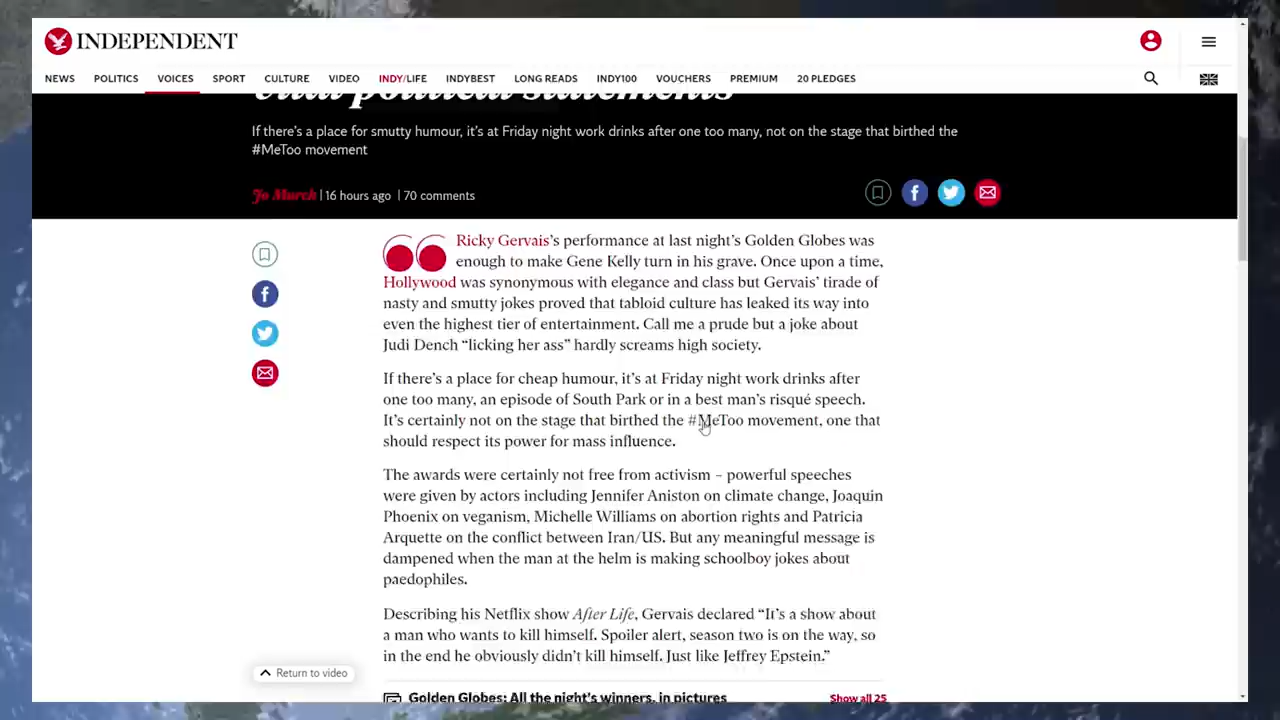 INDEPENDENT
NEWS POLITICS VOICES SPORT CULTURE VIDEO INDY/LIFE INDYBEST LONG READS INDY100 VOUCHERS PREMIUM 20 PLEDGES
vital political statements
If there's a place for smutty humour, it's at Friday night work drinks after one too many, not on the stage that birthed the
#MeToo movement
| 16 hours ago | 70 comments
Ricky Gervais's performance at last night's Golden Globes was
enough to make Gene Kelly turn in his grave. Once upon a time,
Hollywood was synonymous with elegance and class but Gervais' tirade of
nasty and smutty jokes proved that tabloid culture has leaked its way into
even the highest tier of entertainment. Call me a prude but a joke about
Judi Dench "licking her ass" hardly screams high society.
If there's a place for cheap humour, it's at Friday night work drinks after
one too many, an episode of South Park or in a best man's risqué speech.
It's certainly not on the stage that birthed the #MeToo movement, one that
should respect its power for mass influence.
The awards were certainly not free from activism – powerful speeches
were given by actors including Jennifer Aniston on climate change, Joaquin
Phoenix on veganism, Michelle Williams on abortion rights and Patricia
Arquette on the conflict between Iran/US. But any meaningful message is
dampened when the man at the helm is making schoolboy jokes about
paedophiles.
Describing his Netflix show After Life, Gervais declared "It's a show about
a man who wants to kill himself. Spoiler alert, season two is on the way, so
in the end he obviously didn't kill himself. Just like Jeffrey Epstein."
Return to video
Golden Globes: All the night's winners, in pictures Show all 25